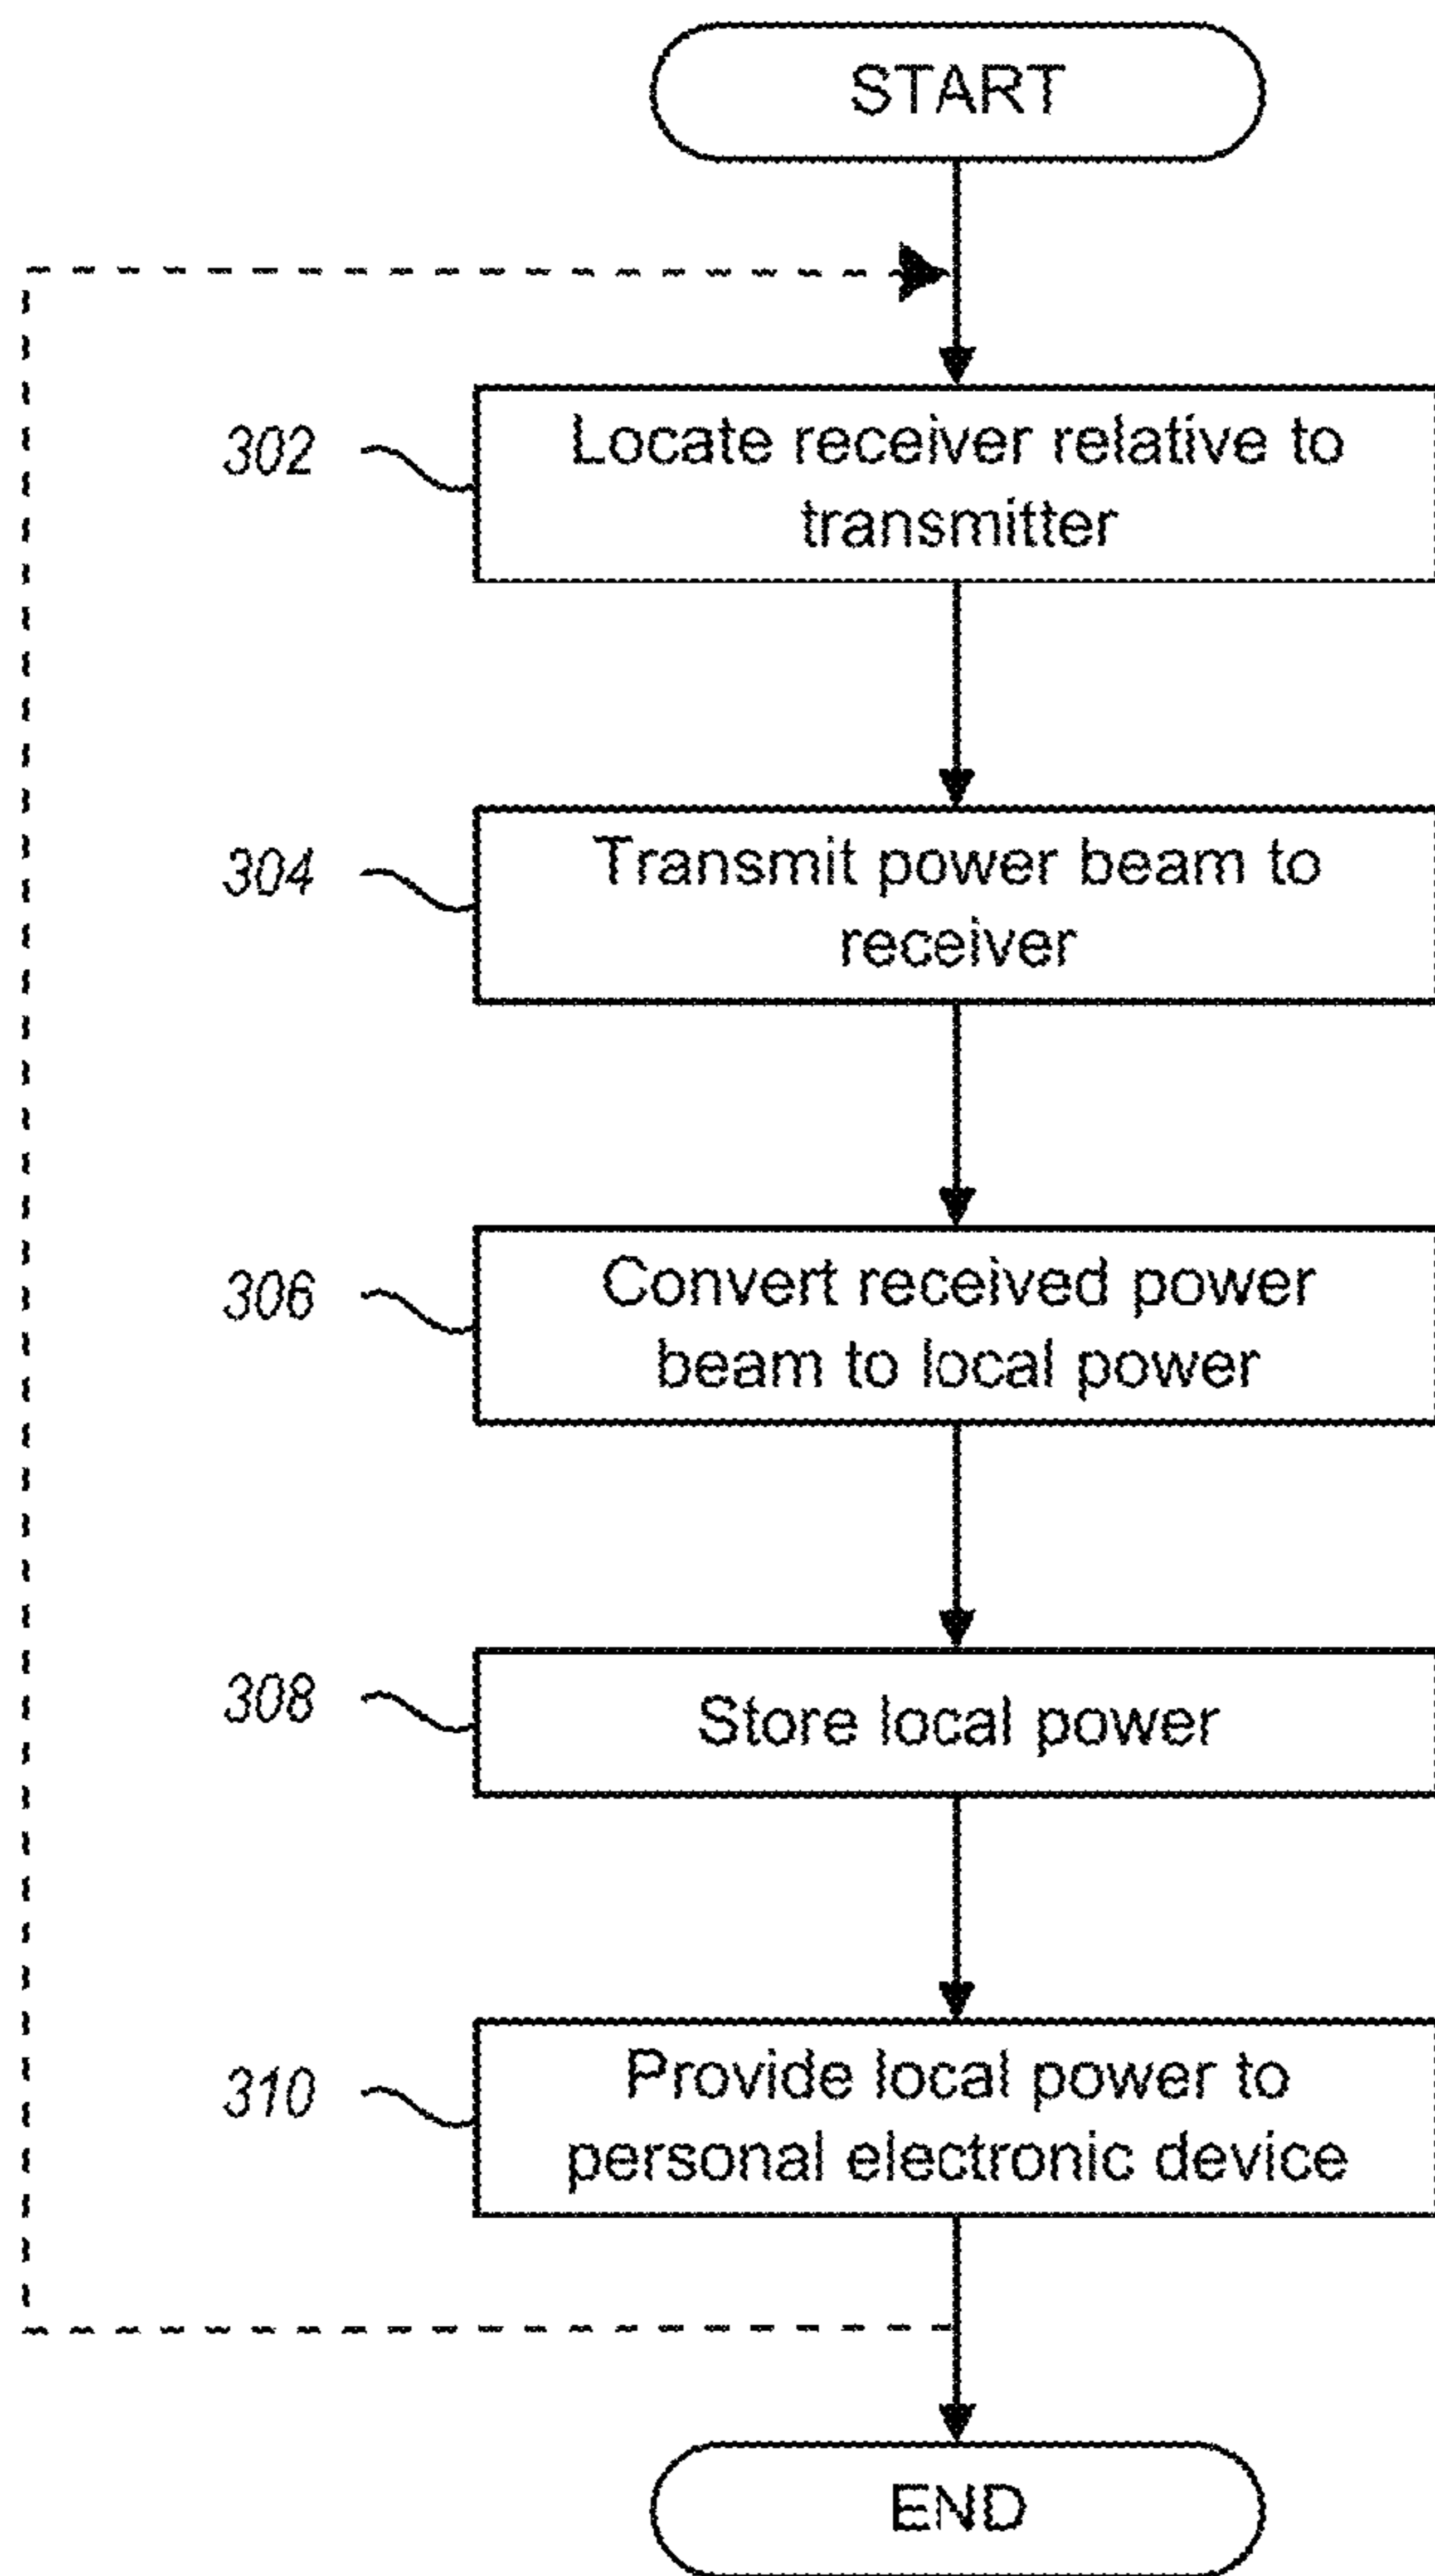 START
302
Locate receiver relative to
transmitter
304
Transmit power beam to
receiver
306
Convert received power
beam to local power
308
Store local power
310
Provide local power to
personal electronic device
END